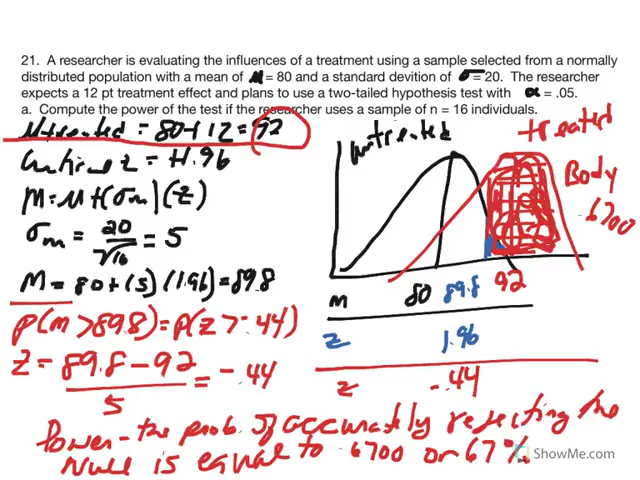 21. A researcher is evaluating the influences of a treatment using a sample selected from a normally
distributed population with a mean of μ = 80 and a standard devition of σ = 20. The researcher
expects a 12 pt treatment effect and plans to use a two-tailed hypothesis test with α = .05.
a. Compute the power of the test if the researcher uses a sample of n = 16 individuals.
μtreated = 80+12 = 92
Critical z = +1.96
M = μ + (σm)(z)
σm = 20/√16 = 5
M = 80 + (5)(1.96) = 89.8
p(m > 89.8) = p(z > -.44)
z = 89.8 - 92 / 5 = -.44
untreated
treated
Body
.6700
M 80 89.8 92
z 1.96
z -.44
Power - the prob. of accurately rejecting the
Null is equal to .6700 or 67%
ShowMe.com